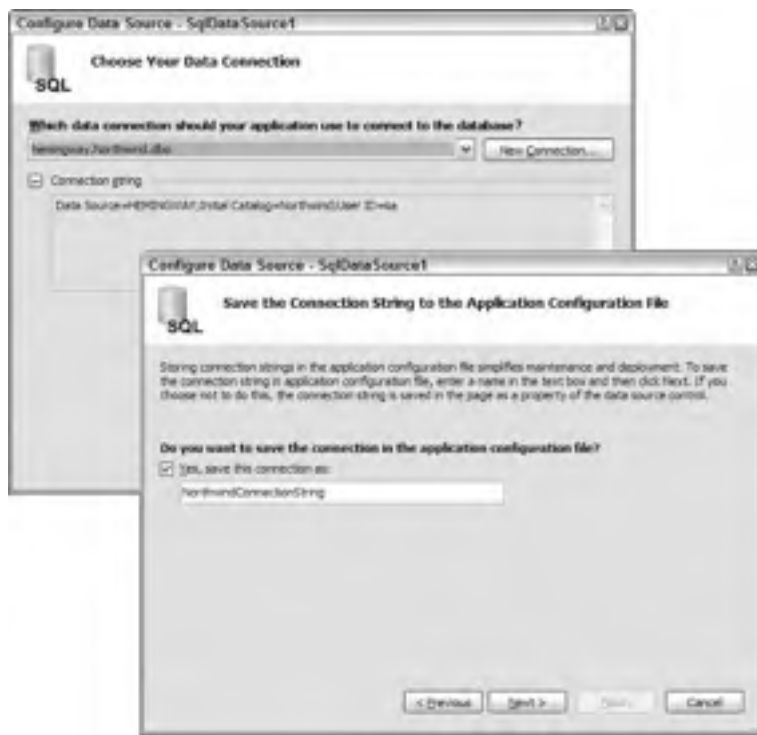 Configure Data Source - SqlDataSource1
SQL
Choose Your Data Connection
Which data connection should your application use to connect to the database?
hemingway.Northwind.dbo
New Connection...
Connection string
Data Source=HEMINGWAY;Initial Catalog=Northwind;User ID=sa
Configure Data Source - SqlDataSource1
SQL
Save the Connection String to the Application Configuration File
Storing connection strings in the application configuration file simplifies maintenance and deployment. To save
the connection string in application configuration file, enter a name in the text box and then click Next. If you
choose not to do this, the connection string is saved in the page as a property of the data source control.
Do you want to save the connection in the application configuration file?
Yes, save this connection as:
NorthwindConnectionString
< Previous
Next >
Cancel